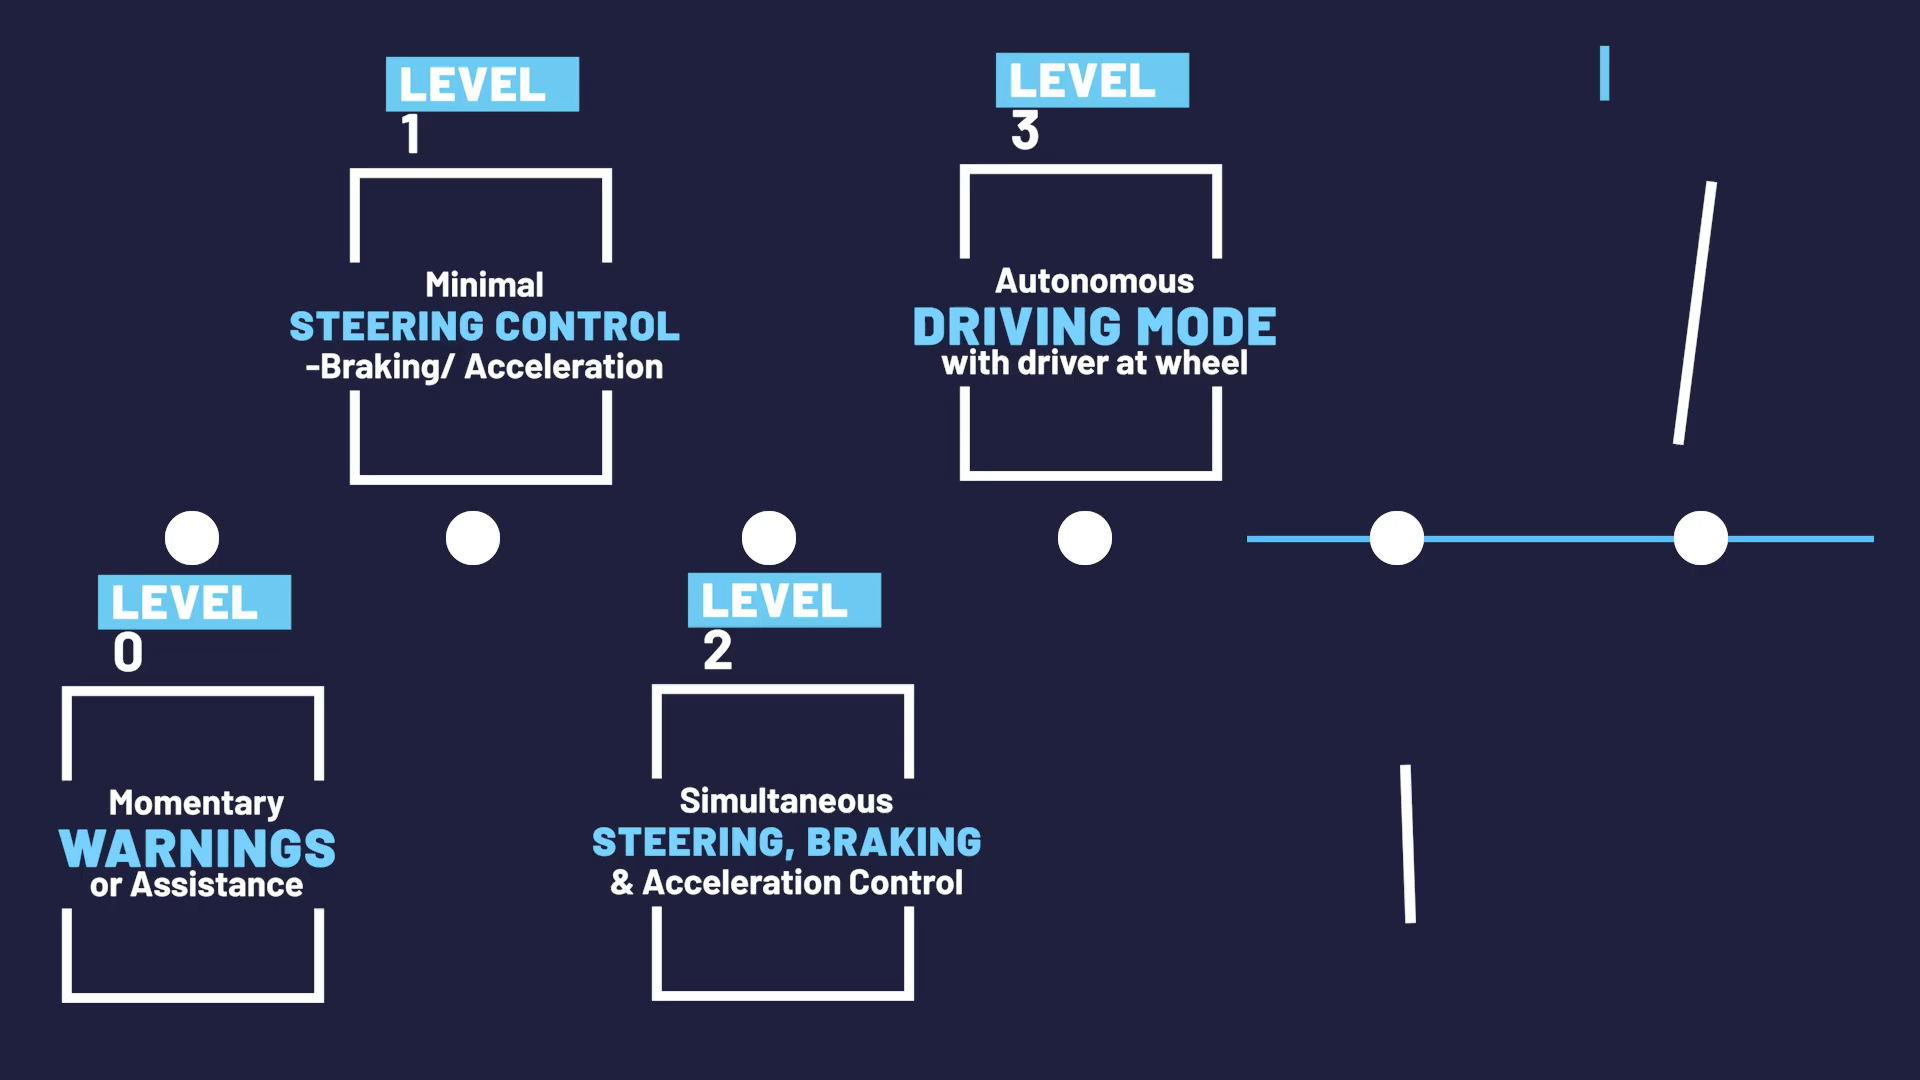 LEVEL
1
Minimal
STEERING CONTROL
-Braking/ Acceleration
LEVEL
3
Autonomous
DRIVING MODE
with driver at wheel
LEVEL
0
Momentary
WARNINGS
or Assistance
LEVEL
2
Simultaneous
STEERING, BRAKING
& Acceleration Control